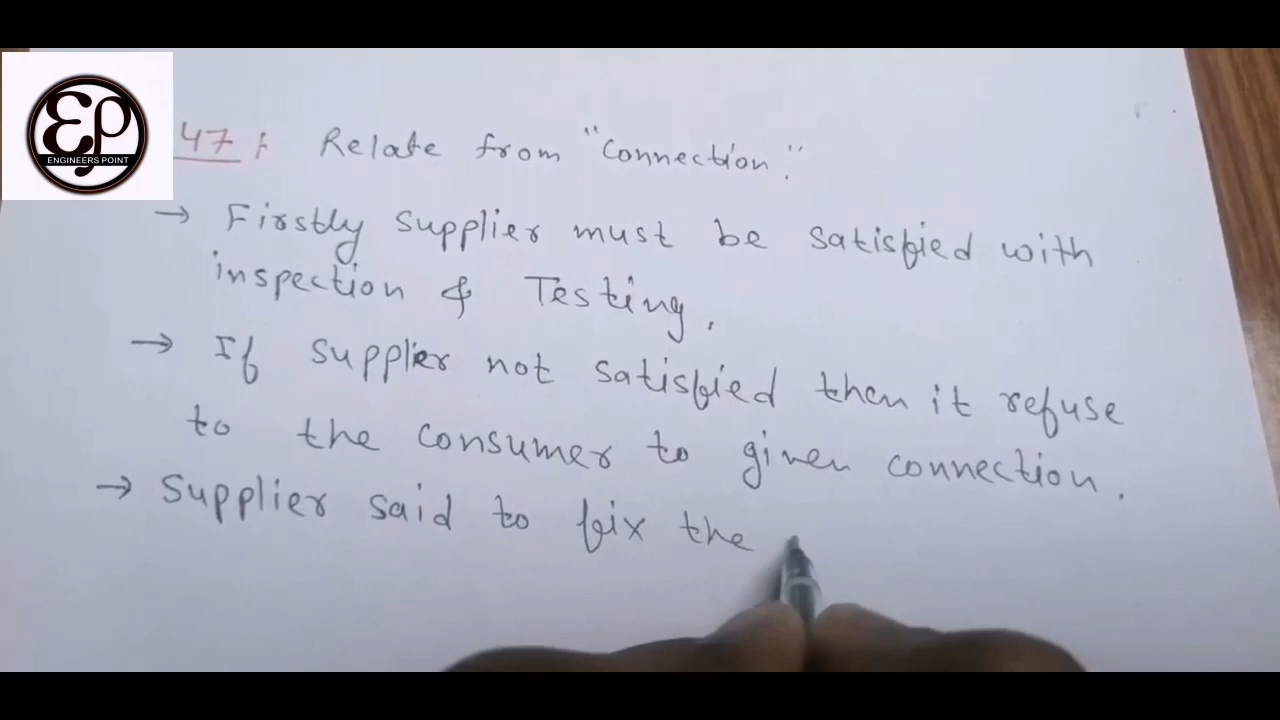 EP
ENGINEERS POINT
47: Relate from "Connection".
→ Firstly supplier must be satisfied with
inspection & Testing.
→ If supplier not satisfied then it refuse
to the consumer to given connection.
→ Supplier said to fix the